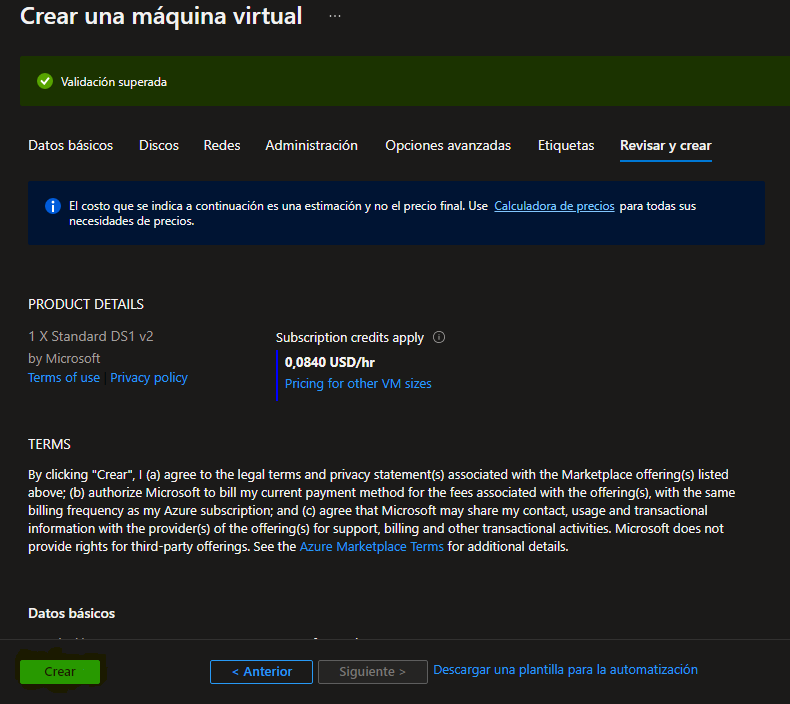 Crear una máquina virtual ...
Validación superada
Datos básicos Discos Redes Administración Opciones avanzadas Etiquetas Revisar y crear
El costo que se indica a continuación es una estimación y no el precio final. Use Calculadora de precios para todas sus
necesidades de precios.
PRODUCT DETAILS
1 X Standard DS1 v2
by Microsoft
Terms of use | Privacy policy
Subscription credits apply
0,0840 USD/hr
Pricing for other VM sizes
TERMS
By clicking "Crear", I (a) agree to the legal terms and privacy statement(s) associated with the Marketplace offering(s) listed
above; (b) authorize Microsoft to bill my current payment method for the fees associated with the offering(s), with the same
billing frequency as my Azure subscription; and (c) agree that Microsoft may share my contact, usage and transactional
information with the provider(s) of the offering(s) for support, billing and other transactional activities. Microsoft does not
provide rights for third-party offerings. See the Azure Marketplace Terms for additional details.
Datos básicos
Crear < Anterior Siguiente > Descargar una plantilla para la automatización